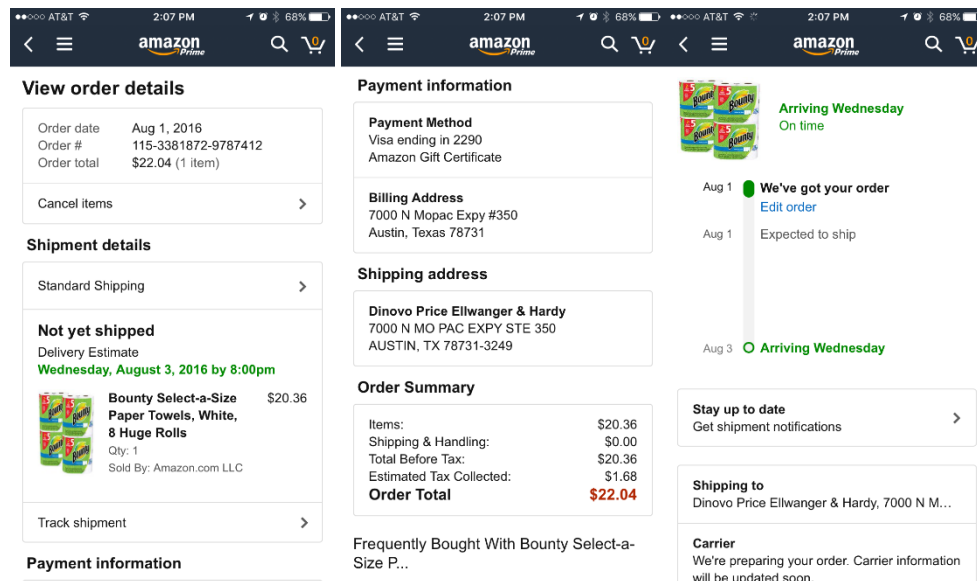 AT&T 2:07 PM 68%
amazon 0
Prime
View order details
Order date Aug 1, 2016
Order # 115-3381872-9787412
Order total $22.04 (1 item)
Cancel items
Shipment details
Standard Shipping
Not yet shipped
Delivery Estimate
Wednesday, August 3, 2016 by 8:00pm
Bounty Select-a-Size $20.36
Paper Towels, White,
8 Huge Rolls
Qty: 1
Sold By: Amazon.com LLC
Track shipment
Payment information
AT&T 2:07 PM 68%
amazon 0
Prime
Payment information
Payment Method
Visa ending in 2290
Amazon Gift Certificate
Billing Address
7000 N Mopac Expy #350
Austin, Texas 78731
Shipping address
Dinovo Price Ellwanger & Hardy
7000 N MO PAC EXPY STE 350
AUSTIN, TX 78731-3249
Order Summary
Items: $20.36
Shipping & Handling: $0.00
Total Before Tax: $20.36
Estimated Tax Collected: $1.68
Order Total $22.04
Frequently Bought With Bounty Select-a-
Size P...
AT&T 2:07 PM 68%
amazon 0
Prime
Bounty
Arriving Wednesday
On time
Aug 1 We've got your order
Edit order
Aug 1 Expected to ship
Aug 3 Arriving Wednesday
Stay up to date
Get shipment notifications
Shipping to
Dinovo Price Ellwanger & Hardy, 7000 N M...
Carrier
We're preparing your order. Carrier information
will be updated soon.